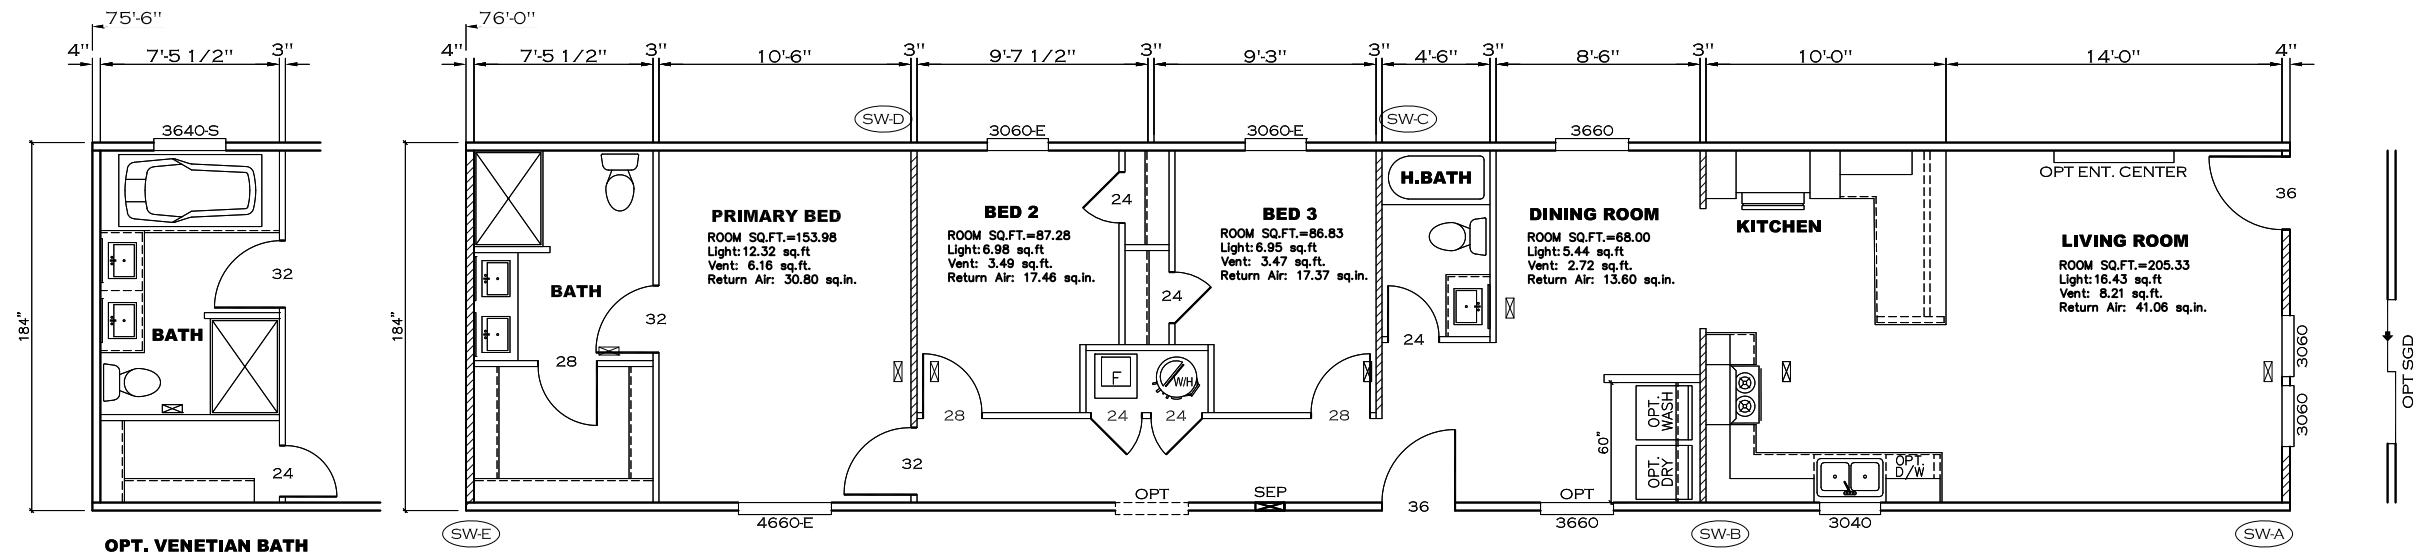 75'-6"
76'-0"
4" 7'-5 1/2" 3"
4" 7'-5 1/2" 3" 10'-6" 3" 9'-7 1/2" 3" 9'-3" 3" 4'-6" 3" 8'-6" 3" 10'-0" 14'-0" 4"
SW-D
SW-C
3640-S
3060-E
3060-E
3660
184"
BATH
32
24
OPT. VENETIAN BATH
184"
BATH
32
28
PRIMARY BED
ROOM SQ.FT.=153.98
Light:12.32 sq.ft
Vent: 6.16 sq.ft.
Return Air: 30.80 sq.in.
32
4660-E
BED 2
ROOM SQ.FT.=87.28
Light:6.98 sq.ft
Vent: 3.49 sq.ft.
Return Air: 17.46 sq.in.
24
28
F
W/H
24
24
OPT
SEP
BED 3
ROOM SQ.FT.=86.83
Light:6.95 sq.ft
Vent: 3.47 sq.ft.
Return Air: 17.37 sq.in.
24
28
H.BATH
24
36
DINING ROOM
ROOM SQ.FT.=68.00
Light:5.44 sq.ft
Vent: 2.72 sq.ft.
Return Air: 13.60 sq.in.
60"
OPT.
WASH
OPT.
DRY
OPT
3660
KITCHEN
OPT.
D/W
3040
OPT ENT. CENTER
36
LIVING ROOM
ROOM SQ.FT.=205.33
Light:16.43 sq.ft
Vent: 8.21 sq.ft.
Return Air: 41.06 sq.in.
3060
3060
OPT SGD
SW-E
SW-B
SW-A